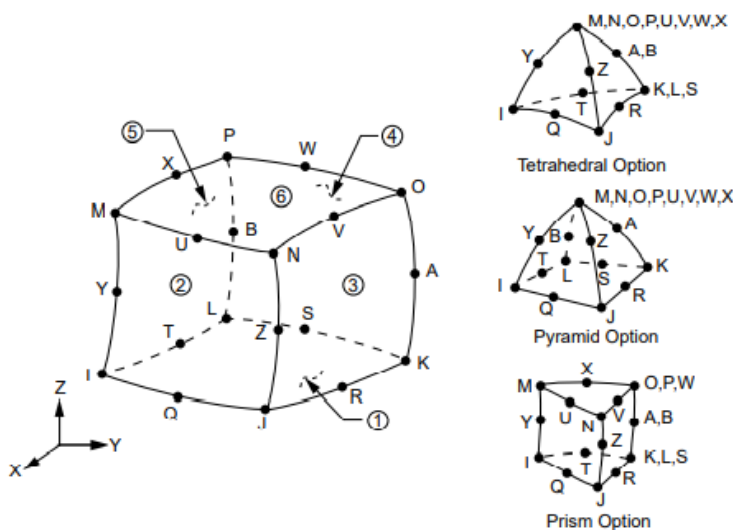 M,N,O,P,U,V,W,X
A,B
Y
Z
T
K,L,S
I
Q
R
J
Tetrahedral Option
M,N,O,P,U,V,W,X
A
Y
B
Z
T
L
S
K
I
Q
R
J
Pyramid Option
X
M
O,P,W
U
V
N
Y
A,B
Z
I
T
K,L,S
Q
R
J
Prism Option
5
P
W
4
X
6
O
M
B
V
U
N
Y
2
3
A
L
S
T
Z
I
K
Q
R
J
1
Z
Y
X